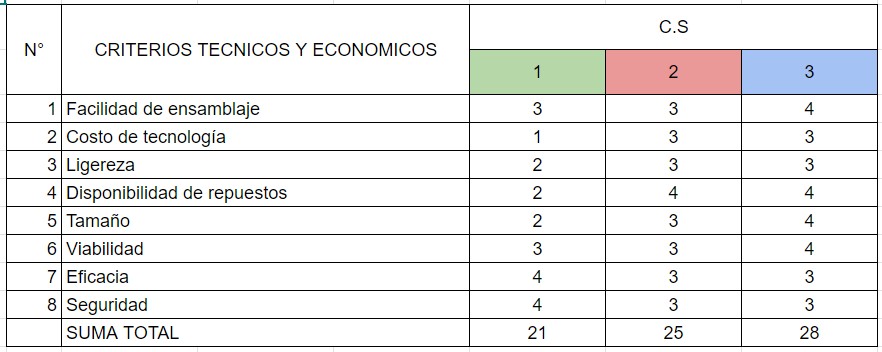 N° CRITERIOS TECNICOS Y ECONOMICOS C.S
1 2 3
1 Facilidad de ensamblaje 3 3 4
2 Costo de tecnología 1 3 3
3 Ligereza 2 3 3
4 Disponibilidad de repuestos 2 4 4
5 Tamaño 2 3 4
6 Viabilidad 3 3 4
7 Eficacia 4 3 3
8 Seguridad 4 3 3
SUMA TOTAL 21 25 28